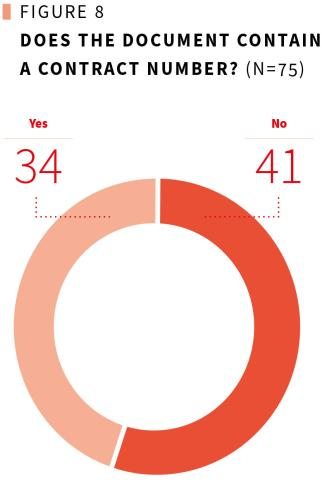 FIGURE 8
DOES THE DOCUMENT CONTAIN
A CONTRACT NUMBER? (N=75)
Yes
No
34
41